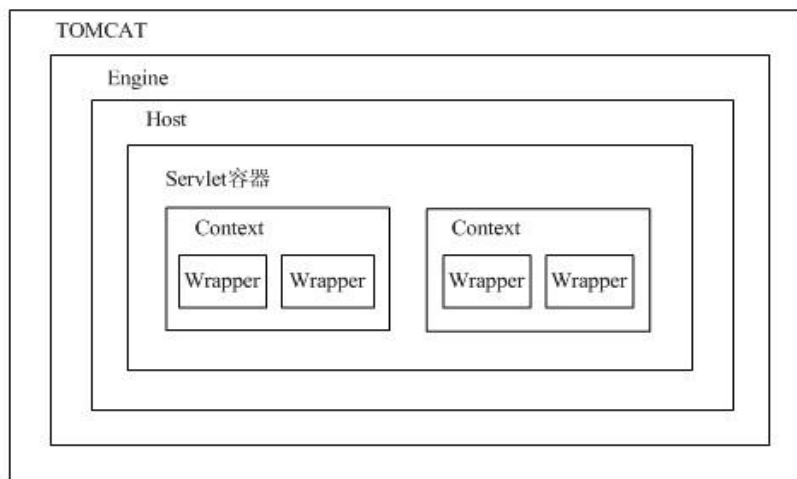 TOMCAT
Engine
Host
Servlet容器
Context
Context
Wrapper
Wrapper
Wrapper
Wrapper